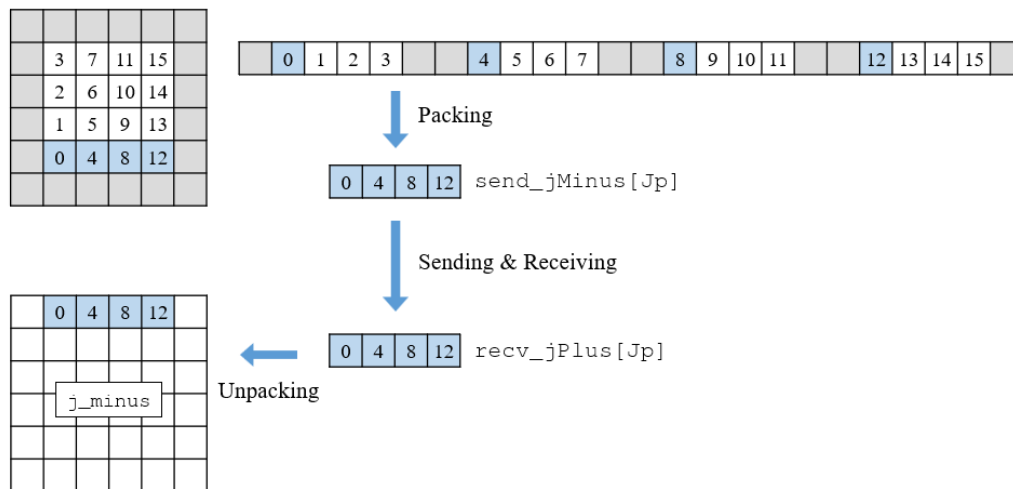 3 7 11 15
2 6 10 14
1 5 9 13
0 4 8 12
0 1 2 3 4 5 6 7 8 9 10 11 12 13 14 15
Packing
0 4 8 12 send_jMinus[Jp]
Sending & Receiving
0 4 8 12 recv_jPlus[Jp]
Unpacking
0 4 8 12
j_minus